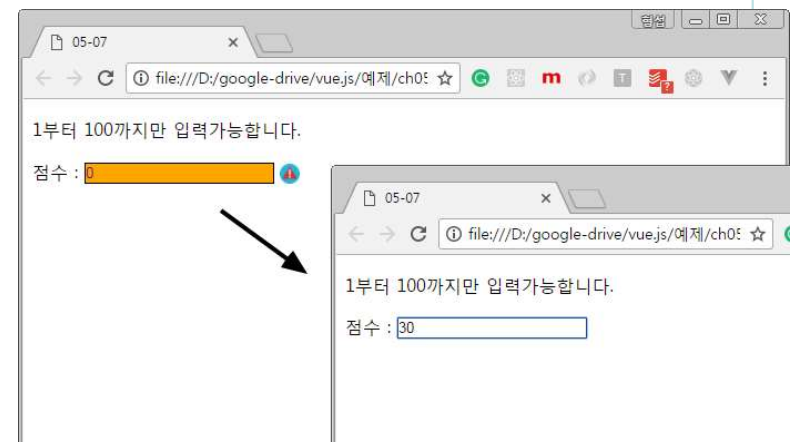 형섭
05-07
file:///D:/google-drive/vue.js/예제/ch05
1부터 100까지만 입력가능합니다.
점수 : 0
05-07
file:///D:/google-drive/vue.js/예제/ch05
1부터 100까지만 입력가능합니다.
점수 : 30